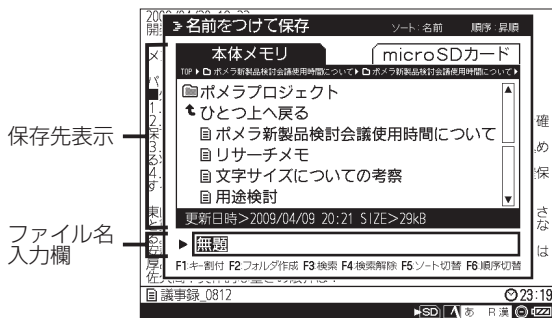 名前をつけて保存 ソート:名前 順序:昇順
本体メモリ microSDカード
TOP ▶ ポメラ新製品検討会議使用時間について ▶ ポメラ新製品検討会議使用時間について ▶
ポメラプロジェクト
ひとつ上へ戻る
ポメラ新製品検討会議使用時間について
リサーチメモ
文字サイズについての考察
用途検討
更新日時>2009/04/20 20:21 SIZE>29kB
▶ 無題
F1:キー割付 F2:フォルダ作成 F3:検索 F4:検索解除 F5:ソート切替 F6:順序切替
議事録_0812 23:19
▶SD A あ R漢
保存先表示
ファイル名
入力欄